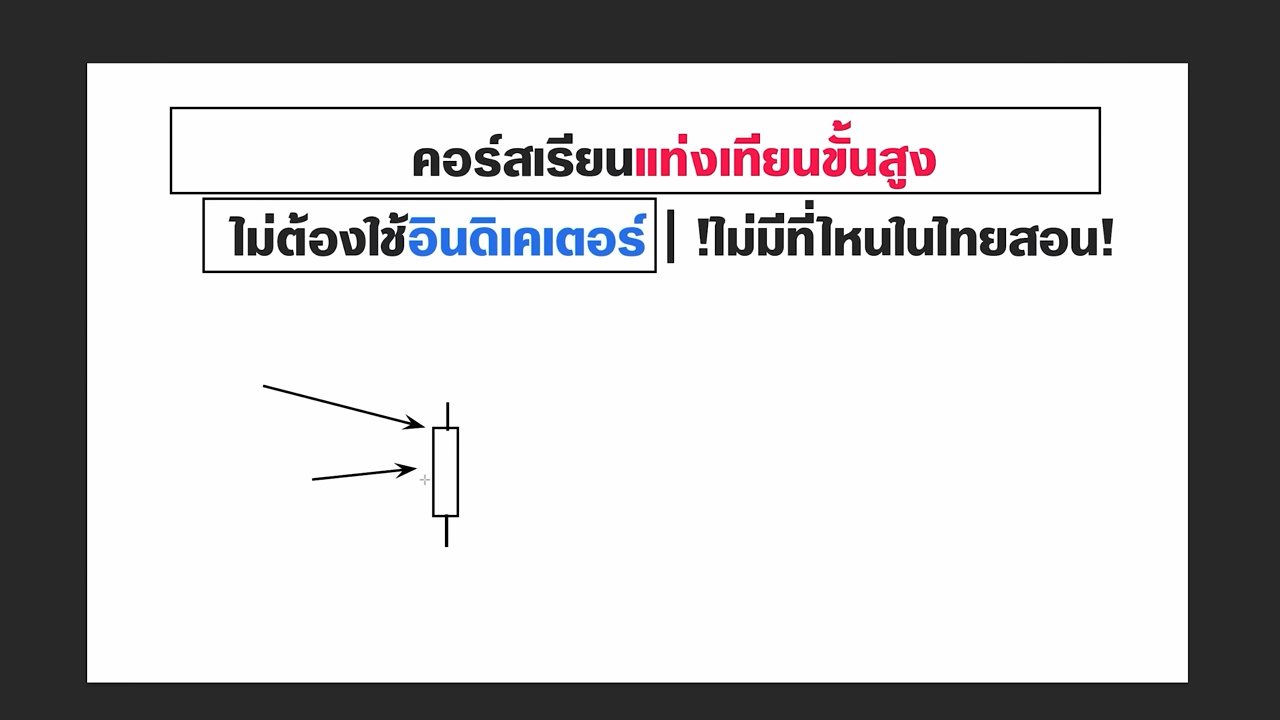 คอร์สเรียนแท่งเทียนขั้นสูง
ไม่ต้องใช้อินดิเคเตอร์ | !ไม่มีที่ไหนในไทยสอน!